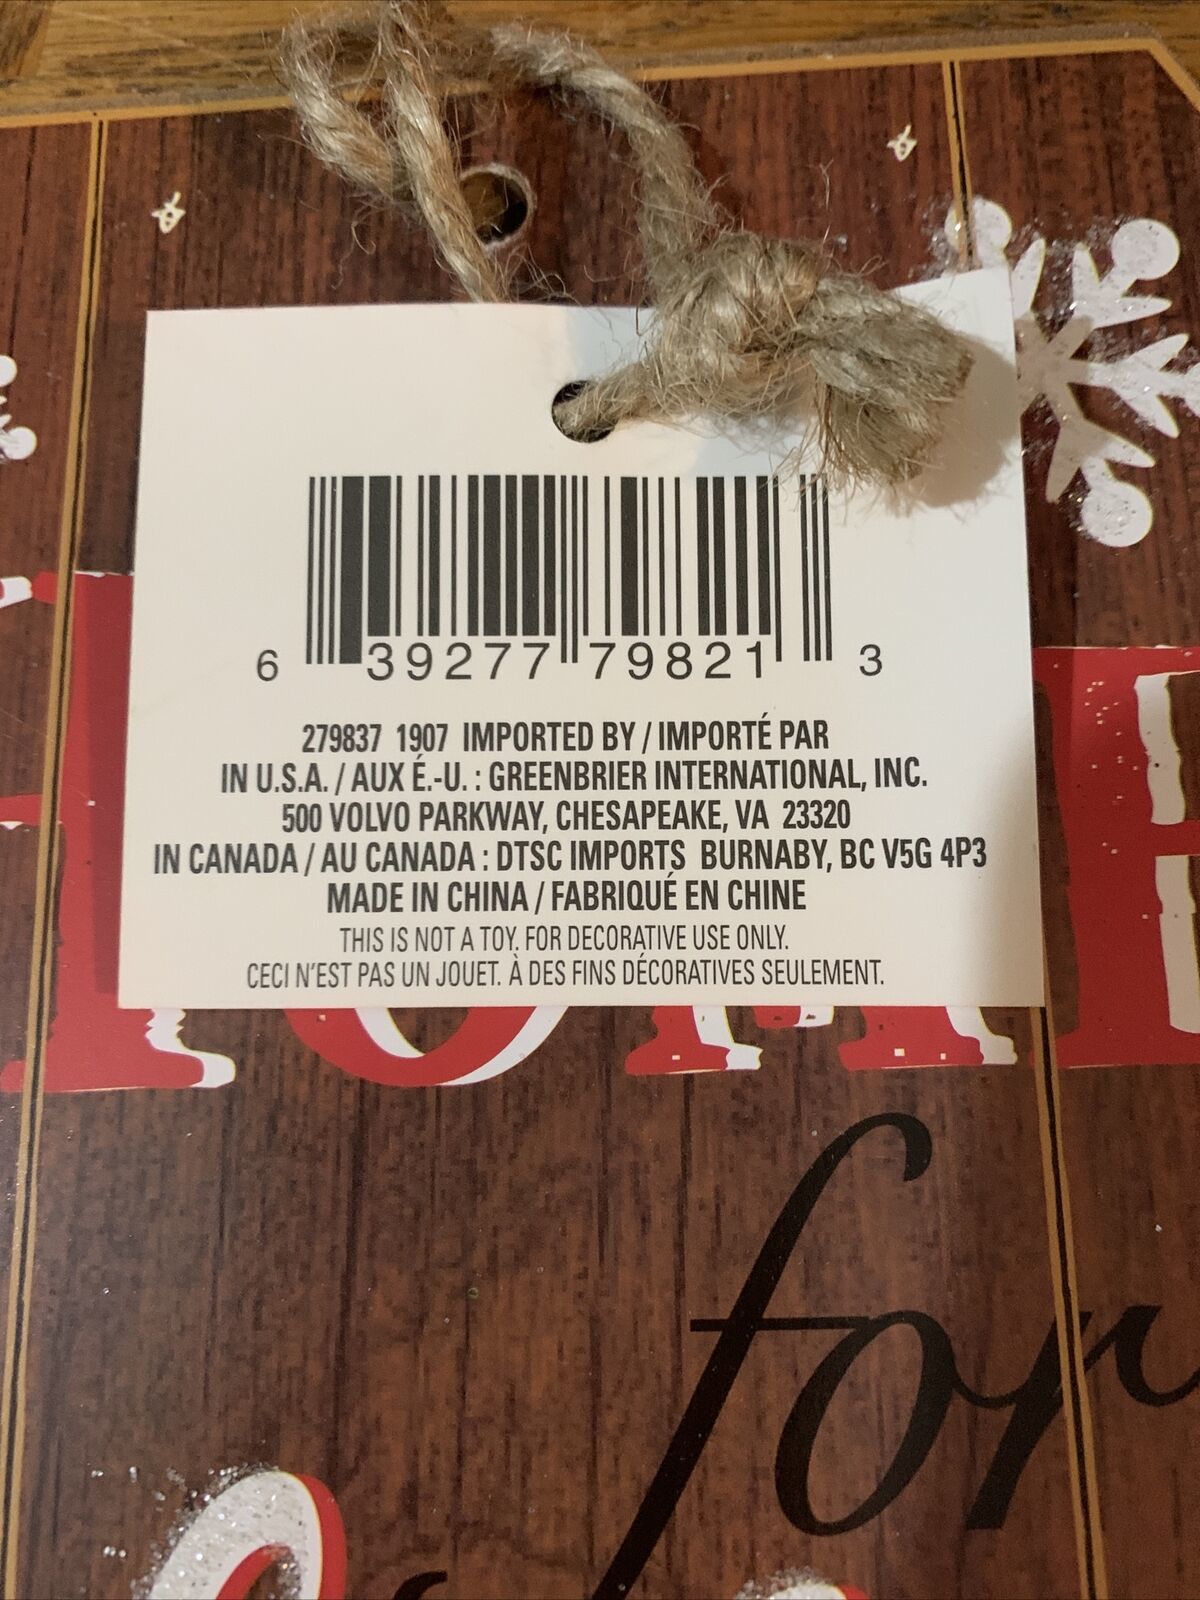 6 39277 79821 3
279837 1907 IMPORTED BY / IMPORTÉ PAR
IN U.S.A. / AUX É.-U. : GREENBRIER INTERNATIONAL, INC.
500 VOLVO PARKWAY, CHESAPEAKE, VA 23320
IN CANADA / AU CANADA : DTSC IMPORTS BURNABY, BC V5G 4P3
MADE IN CHINA / FABRIQUÉ EN CHINE
THIS IS NOT A TOY. FOR DECORATIVE USE ONLY.
CECI N'EST PAS UN JOUET. À DES FINS DÉCORATIVES SEULEMENT.
for